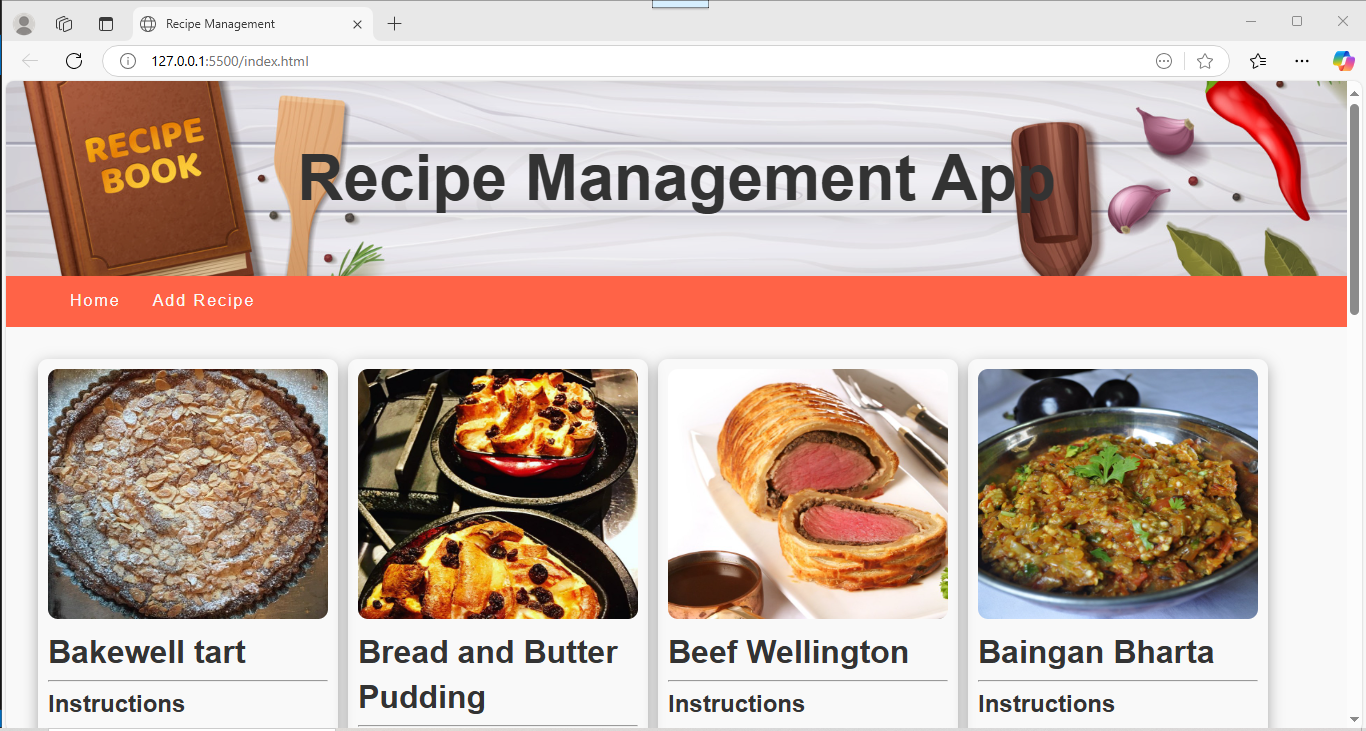 Recipe Management
127.0.0.1:5500/index.html
RECIPE
BOOK
Recipe Management App
Home Add Recipe
Bakewell tart
Instructions
Bread and Butter
Pudding
Beef Wellington
Instructions
Baingan Bharta
Instructions